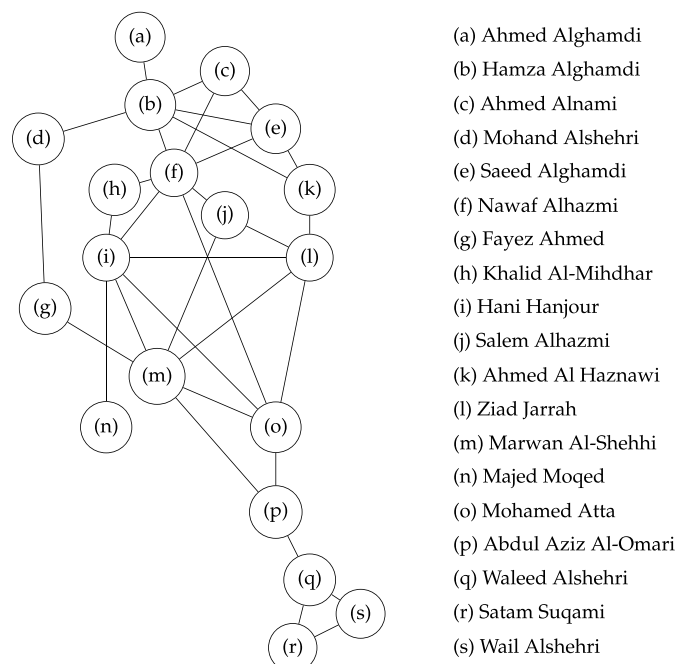 (a)
(c)
(b)
(e)
(d)
(f)
(h)
(k)
(j)
(i)
(l)
(g)
(m)
(n)
(o)
(p)
(q)
(s)
(r)
(a) Ahmed Alghamdi
(b) Hamza Alghamdi
(c) Ahmed Alnami
(d) Mohand Alshehri
(e) Saeed Alghamdi
(f) Nawaf Alhazmi
(g) Fayez Ahmed
(h) Khalid Al-Mihdhar
(i) Hani Hanjour
(j) Salem Alhazmi
(k) Ahmed Al Haznawi
(l) Ziad Jarrah
(m) Marwan Al-Shehhi
(n) Majed Moqed
(o) Mohamed Atta
(p) Abdul Aziz Al-Omari
(q) Waleed Alshehri
(r) Satam Suqami
(s) Wail Alshehri